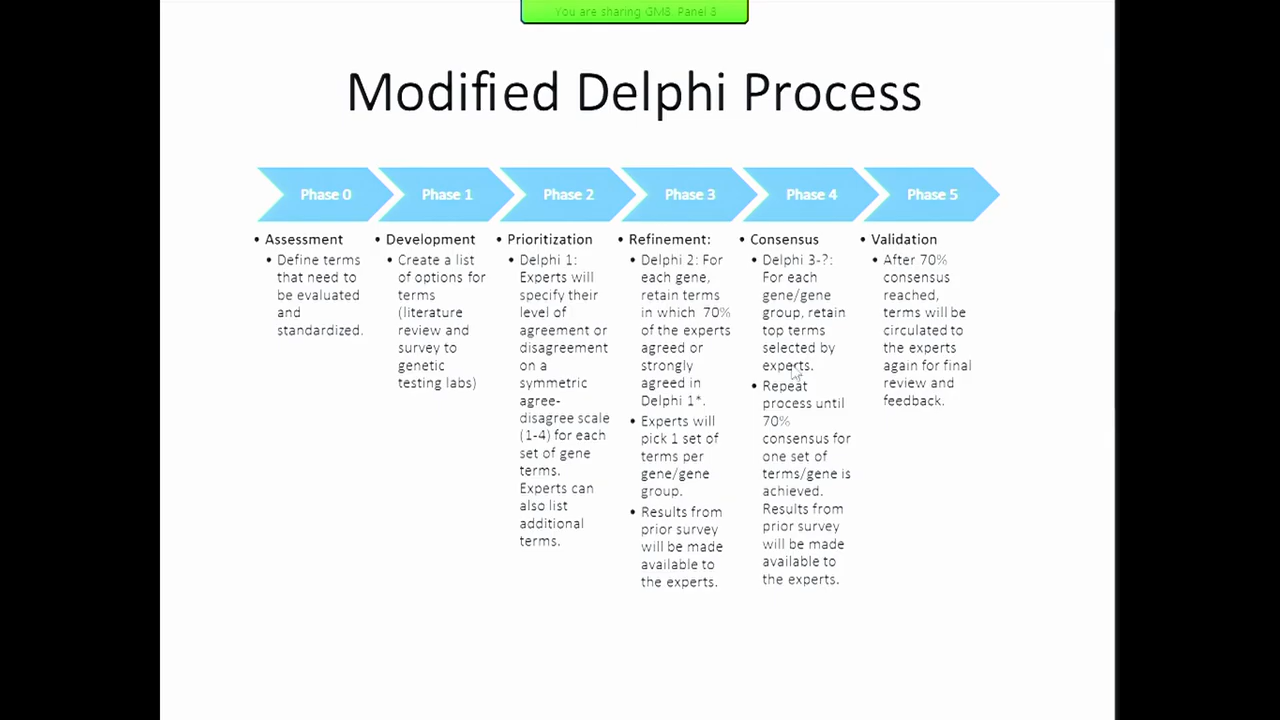 You are sharing GM8. Panel 8
Modified Delphi Process
Phase 0
Phase 1
Phase 2
Phase 3
Phase 4
Phase 5
• Assessment
• Define terms
that need to
be evaluated
and
standardized.
• Development
• Create a list
of options for
terms
(literature
review and
survey to
genetic
testing labs)
• Prioritization
• Delphi 1:
Experts will
specify their
level of
agreement or
disagreement
on a
symmetric
agree-
disagree scale
(1-4) for each
set of gene
terms.
Experts can
also list
additional
terms.
• Refinement:
• Delphi 2: For
each gene,
retain terms
in which 70%
of the experts
agreed or
strongly
agreed in
Delphi 1*.
• Experts will
pick 1 set of
terms per
gene/gene
group.
• Results from
prior survey
will be made
available to
the experts.
• Consensus
• Delphi 3-?:
For each
gene/gene
group, retain
top terms
selected by
experts.
• Repeat
process until
70%
consensus for
one set of
terms/gene is
achieved.
Results from
prior survey
will be made
available to
the experts.
• Validation
• After 70%
consensus
reached,
terms will be
circulated to
the experts
again for final
review and
feedback.